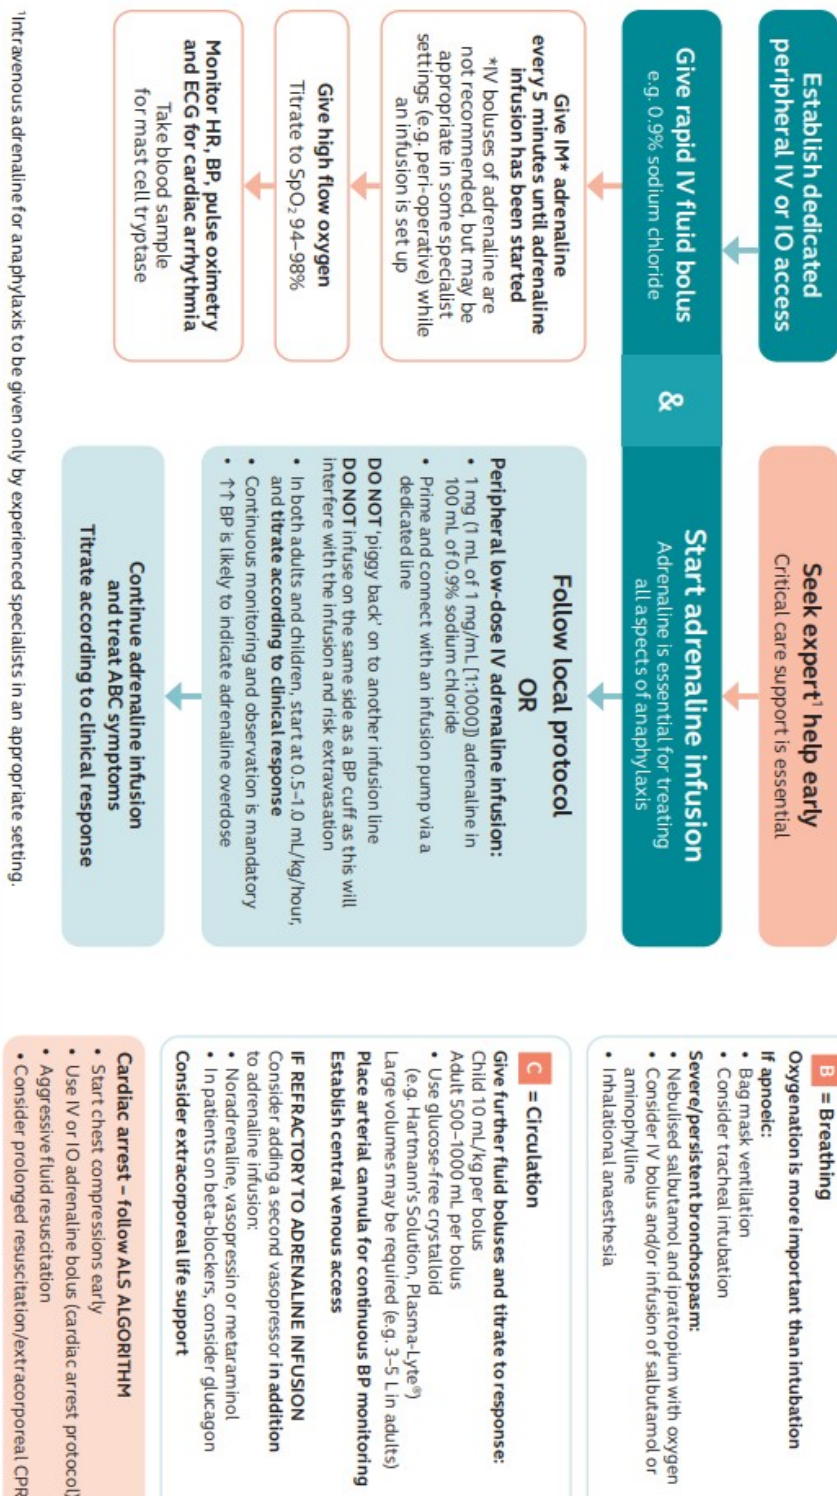 Establish dedicated
peripheral IV or IO access
Seek expert¹ help early
Critical care support is essential
Give rapid IV fluid bolus
e.g. 0.9% sodium chloride
&
Start adrenaline infusion
Adrenaline is essential for treating
all aspects of anaphylaxis
Give IM* adrenaline
every 5 minutes until adrenaline
infusion has been started
*IV boluses of adrenaline are
not recommended, but may be
appropriate in some specialist
settings (e.g. peri-operative) while
an infusion is set up
Give high flow oxygen
Titrate to SpO₂ 94–98%
Monitor HR, BP, pulse oximetry
and ECG for cardiac arrhythmia
Take blood sample
for mast cell tryptase
Follow local protocol
OR
Peripheral low-dose IV adrenaline infusion:
• 1 mg (1 mL of 1 mg/mL [1:1000]) adrenaline in
100 mL of 0.9% sodium chloride
• Prime and connect with an infusion pump via a
dedicated line
DO NOT 'piggy back' on to another infusion line
DO NOT infuse on the same side as a BP cuff as this will
interfere with the infusion and risk extravasation
• In both adults and children, start at 0.5–1.0 mL/kg/hour,
and titrate according to clinical response
• Continuous monitoring and observation is mandatory
• ↑↑ BP is likely to indicate adrenaline overdose
Continue adrenaline infusion
and treat ABC symptoms
Titrate according to clinical response
B = Breathing
Oxygenation is more important than intubation
If apnoeic:
• Bag mask ventilation
• Consider tracheal intubation
Severe/persistent bronchospasm:
• Nebulised salbutamol and ipratropium with oxygen
• Consider IV bolus and/or infusion of salbutamol or
aminophylline
• Inhalational anaesthesia
C = Circulation
Give further fluid boluses and titrate to response:
Child 10 mL/kg per bolus
Adult 500–1000 mL per bolus
• Use glucose-free crystalloid
(e.g. Hartmann's Solution, Plasma-Lyte®)
Large volumes may be required (e.g. 3–5 L in adults)
Place arterial cannula for continuous BP monitoring
Establish central venous access
IF REFRACTORY TO ADRENALINE INFUSION
Consider adding a second vasopressor in addition
to adrenaline infusion:
• Noradrenaline, vasopressin or metaraminol
• In patients on beta-blockers, consider glucagon
Consider extracorporeal life support
Cardiac arrest – follow ALS ALGORITHM
• Start chest compressions early
• Use IV or IO adrenaline bolus (cardiac arrest protocol)
• Aggressive fluid resuscitation
• Consider prolonged resuscitation/extracorporeal CPR
¹Intravenous adrenaline for anaphylaxis to be given only by experienced specialists in an appropriate setting.